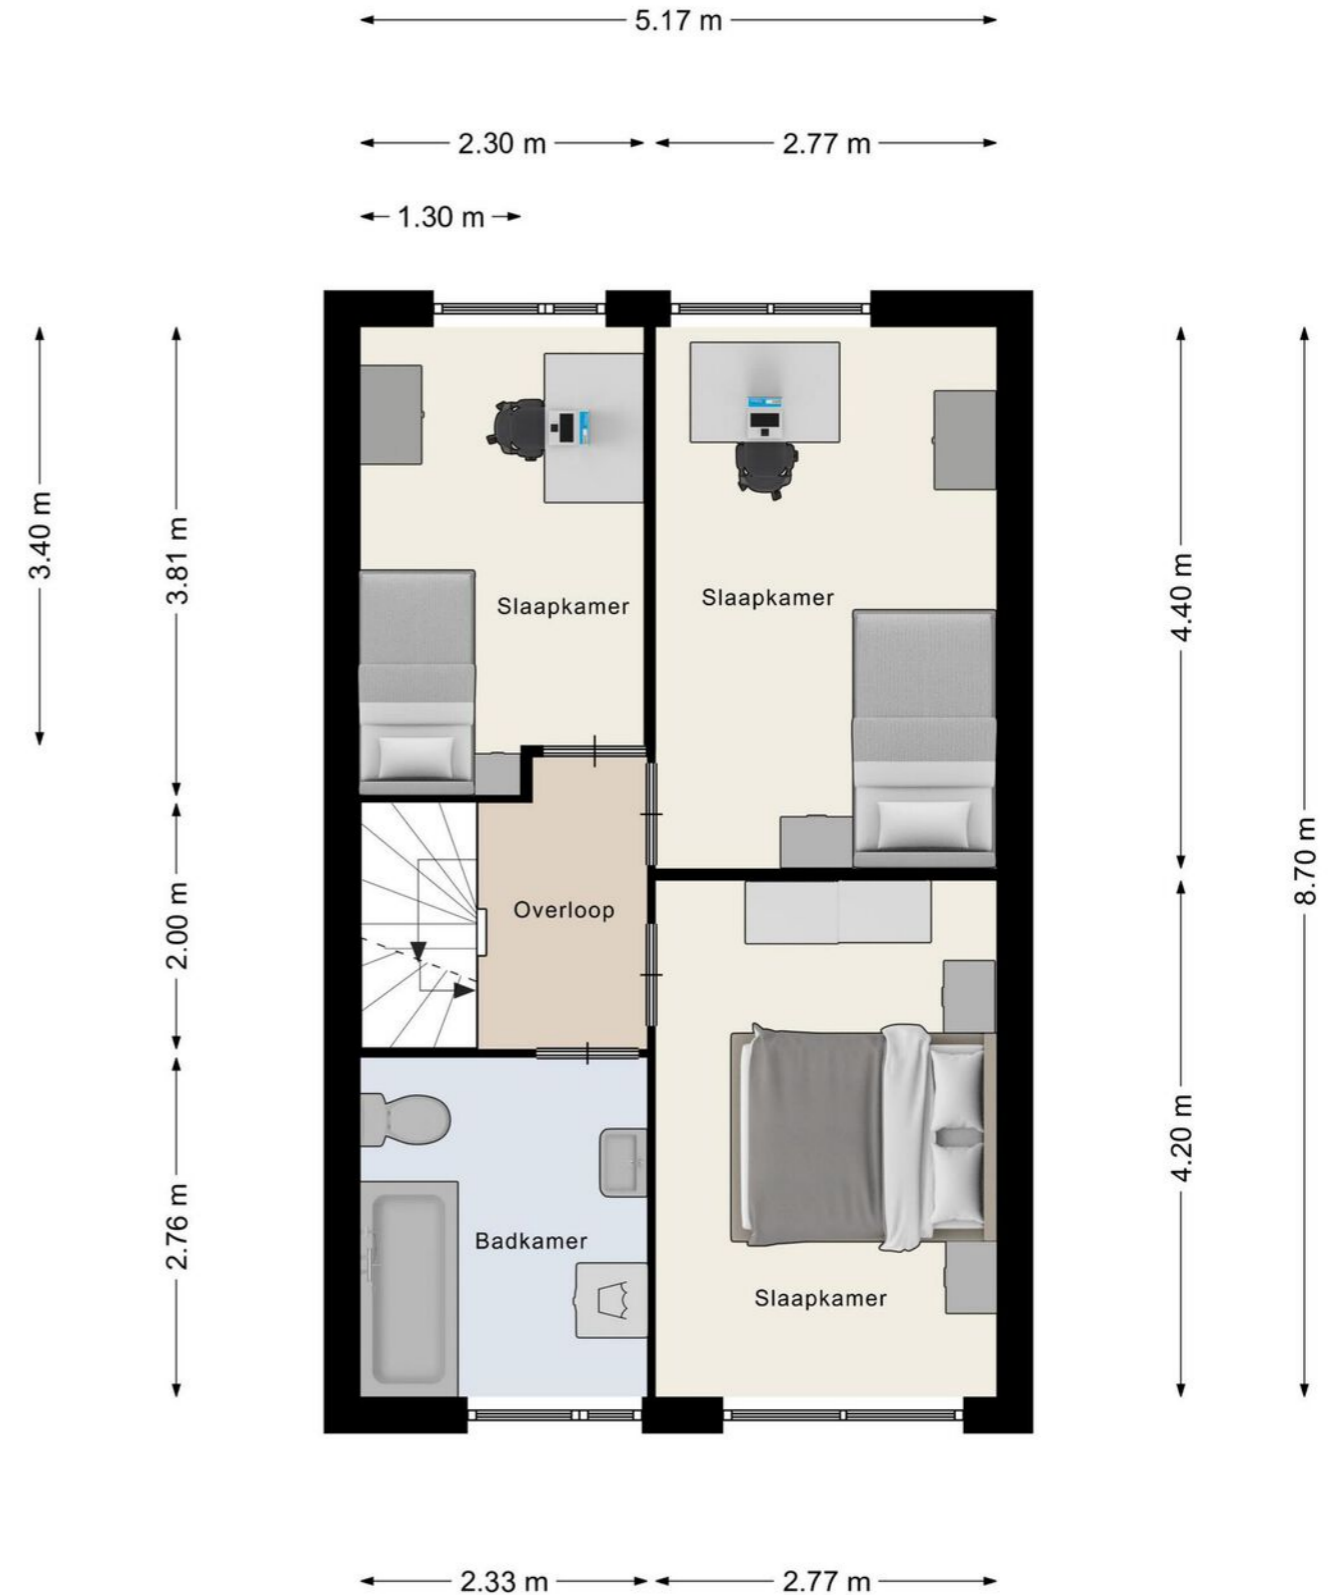 5.17 m
2.30 m
2.77 m
1.30 m
3.40 m
3.81 m
4.40 m
Slaapkamer
Slaapkamer
8.70 m
2.00 m
Overloop
4.20 m
2.76 m
Badkamer
Slaapkamer
2.33 m
2.77 m